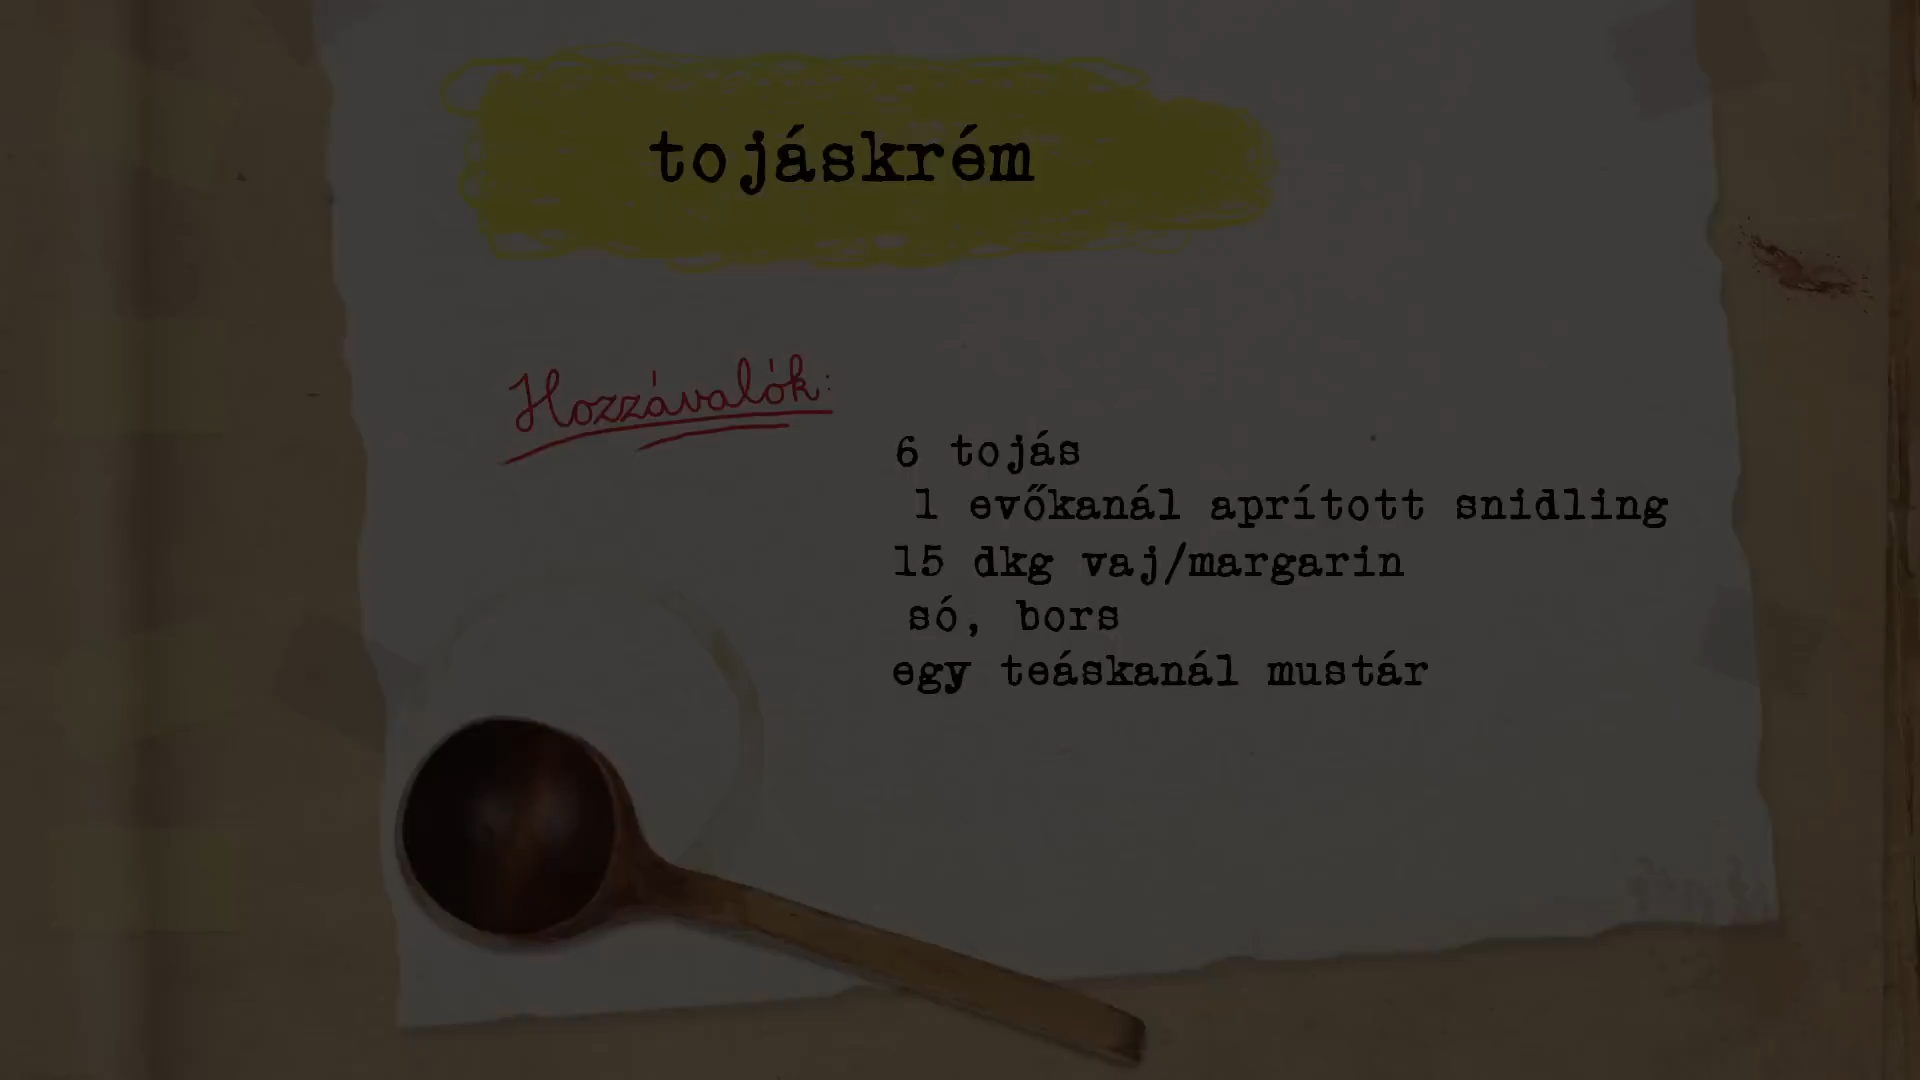 tojáskrém
Hozzávalók:
6 tojás
1 evőkanál aprított snidling
15 dkg vaj/margarin
só, bors
egy teáskanál mustár